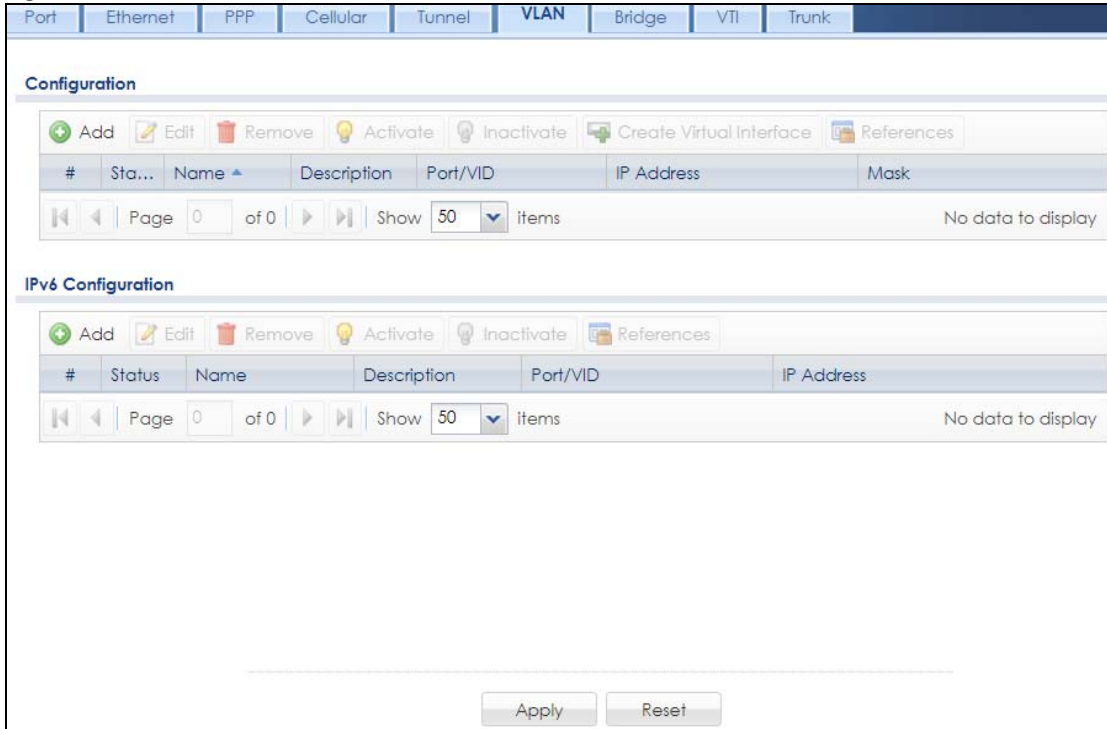 Port Ethernet PPP Cellular Tunnel VLAN Bridge VTI Trunk
Configuration
Add Edit Remove Activate Inactivate Create Virtual Interface References
# Sta... Name Description Port/VID IP Address Mask
Page 0 of 0 Show 50 items No data to display
IPv6 Configuration
Add Edit Remove Activate Inactivate References
# Status Name Description Port/VID IP Address
Page 0 of 0 Show 50 items No data to display
Apply Reset